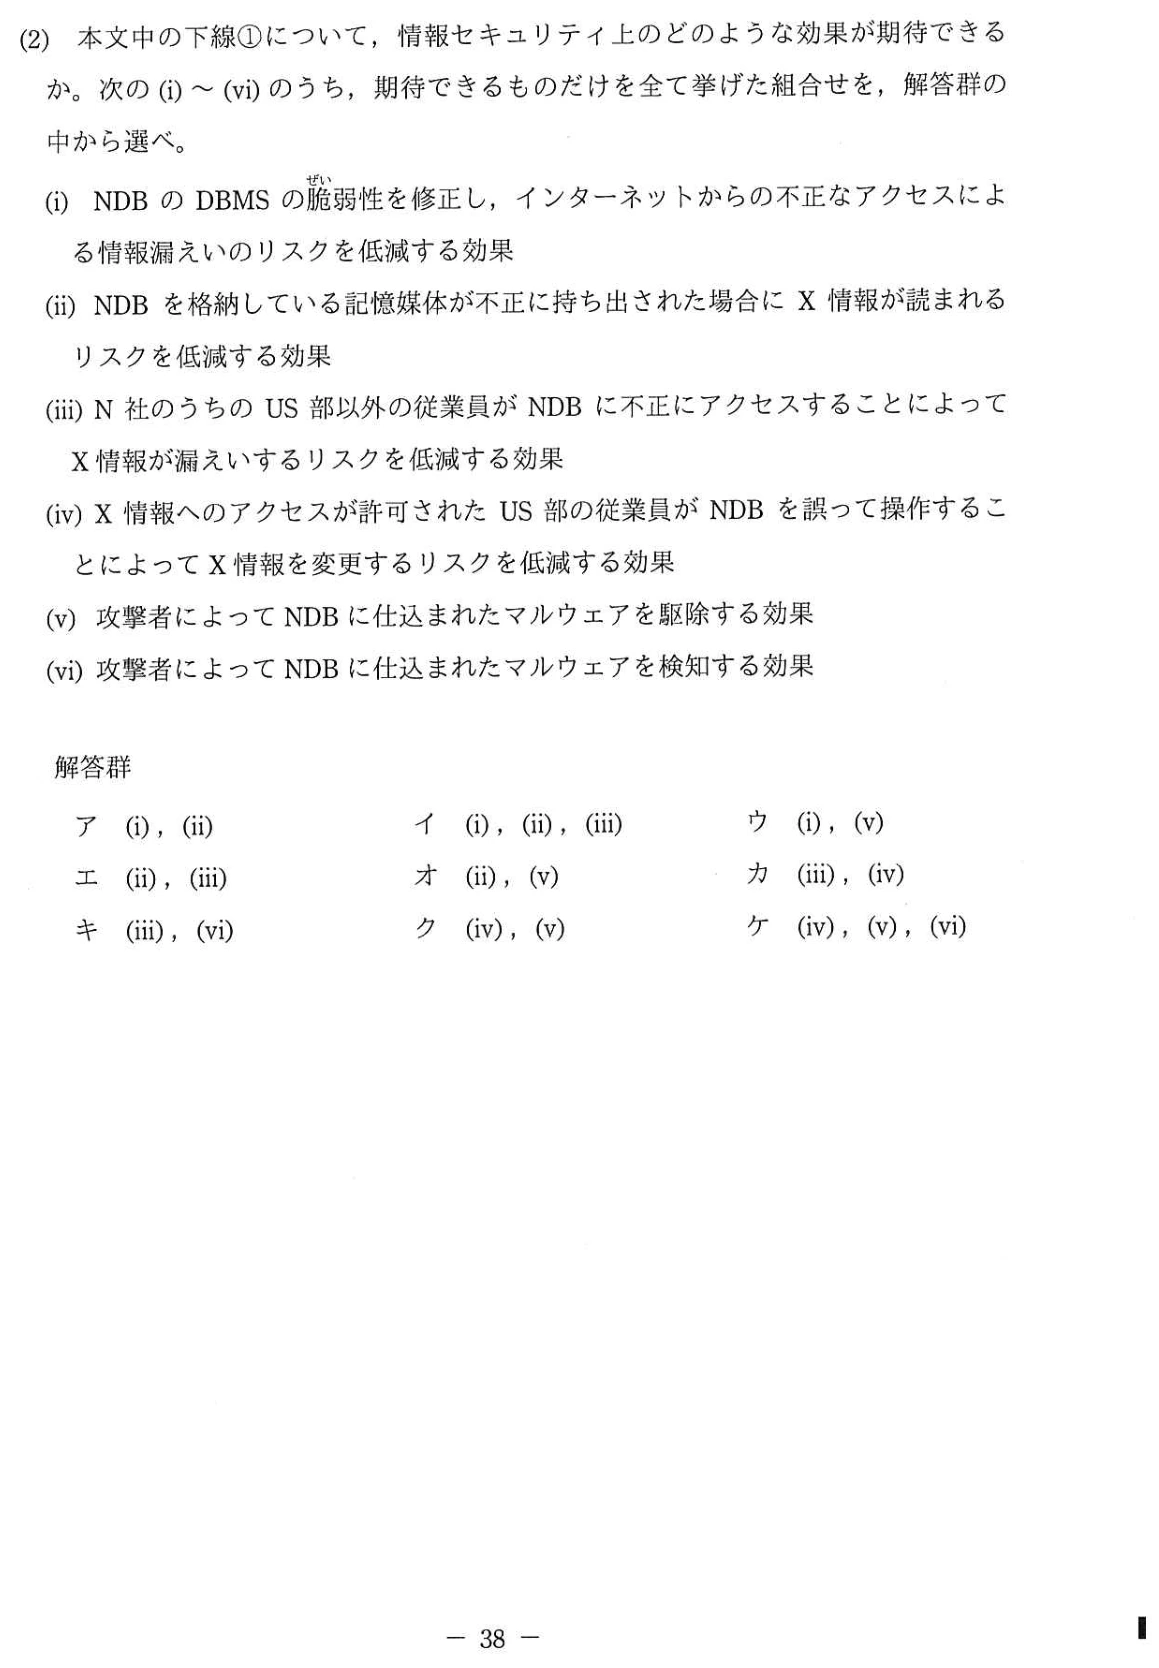 (2) 本文中の下線①について，情報セキュリティ上のどのような効果が期待できる
か。次の (i) ～ (vi) のうち，期待できるものだけを全て挙げた組合せを，解答群の
中から選べ。
ぜい
(i) NDB の DBMS の脆弱性を修正し，インターネットからの不正なアクセスによ
る情報漏えいのリスクを低減する効果
(ii) NDB を格納している記憶媒体が不正に持ち出された場合に X 情報が読まれる
リスクを低減する効果
(iii) N 社のうちの US 部以外の従業員が NDB に不正にアクセスすることによって
X 情報が漏えいするリスクを低減する効果
(iv) X 情報へのアクセスが許可された US 部の従業員が NDB を誤って操作するこ
とによって X 情報を変更するリスクを低減する効果
(v) 攻撃者によって NDB に仕込まれたマルウェアを駆除する効果
(vi) 攻撃者によって NDB に仕込まれたマルウェアを検知する効果
解答群
ア (i)，(ii) イ (i)，(ii)，(iii) ウ (i)，(v)
エ (ii)，(iii) オ (ii)，(v) カ (iii)，(iv)
キ (iii)，(vi) ク (iv)，(v) ケ (iv)，(v)，(vi)
－ 38 －